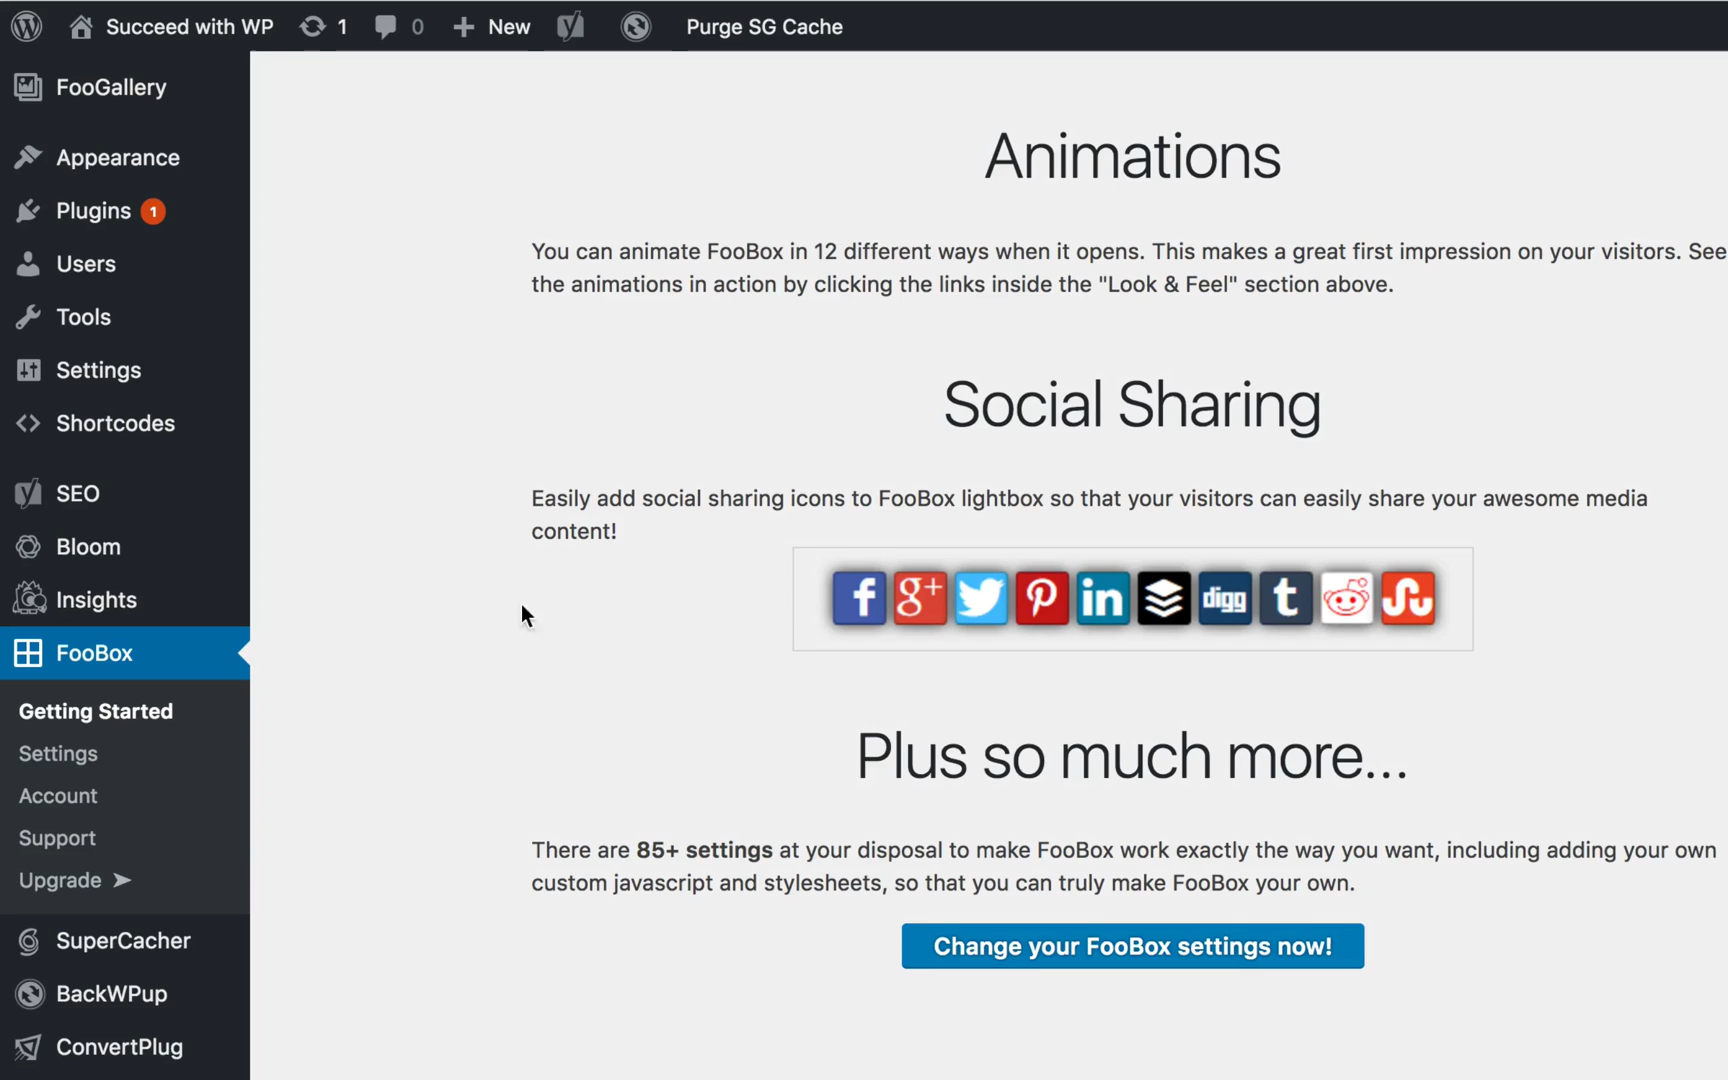 Succeed with WP 1 0 New Purge SG Cache
FooGallery
Appearance
Plugins 1
Users
Tools
Settings
Shortcodes
SEO
Bloom
Insights
FooBox
Getting Started
Settings
Account
Support
Upgrade ➤
SuperCacher
BackWPup
ConvertPlug
Animations
You can animate FooBox in 12 different ways when it opens. This makes a great first impression on your visitors. See
the animations in action by clicking the links inside the "Look & Feel" section above.
Social Sharing
Easily add social sharing icons to FooBox lightbox so that your visitors can easily share your awesome media
content!
f g+ in digg t
Plus so much more...
There are 85+ settings at your disposal to make FooBox work exactly the way you want, including adding your own
custom javascript and stylesheets, so that you can truly make FooBox your own.
Change your FooBox settings now!